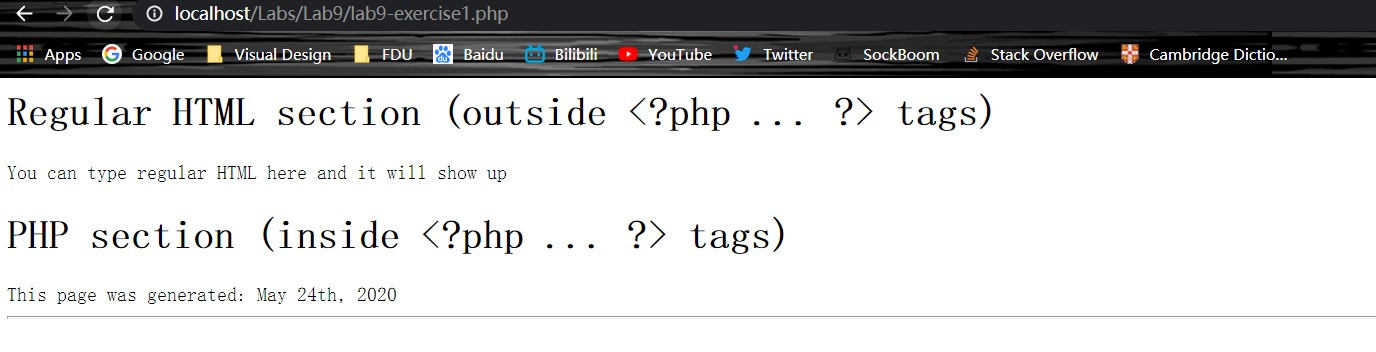 localhost/Labs/Lab9/lab9-exercise1.php
Apps Google Visual Design FDU Baidu Bilibili YouTube Twitter SockBoom Stack Overflow Cambridge Dictio...
Regular HTML section (outside <?php ... ?> tags)
You can type regular HTML here and it will show up
PHP section (inside <?php ... ?> tags)
This page was generated: May 24th, 2020